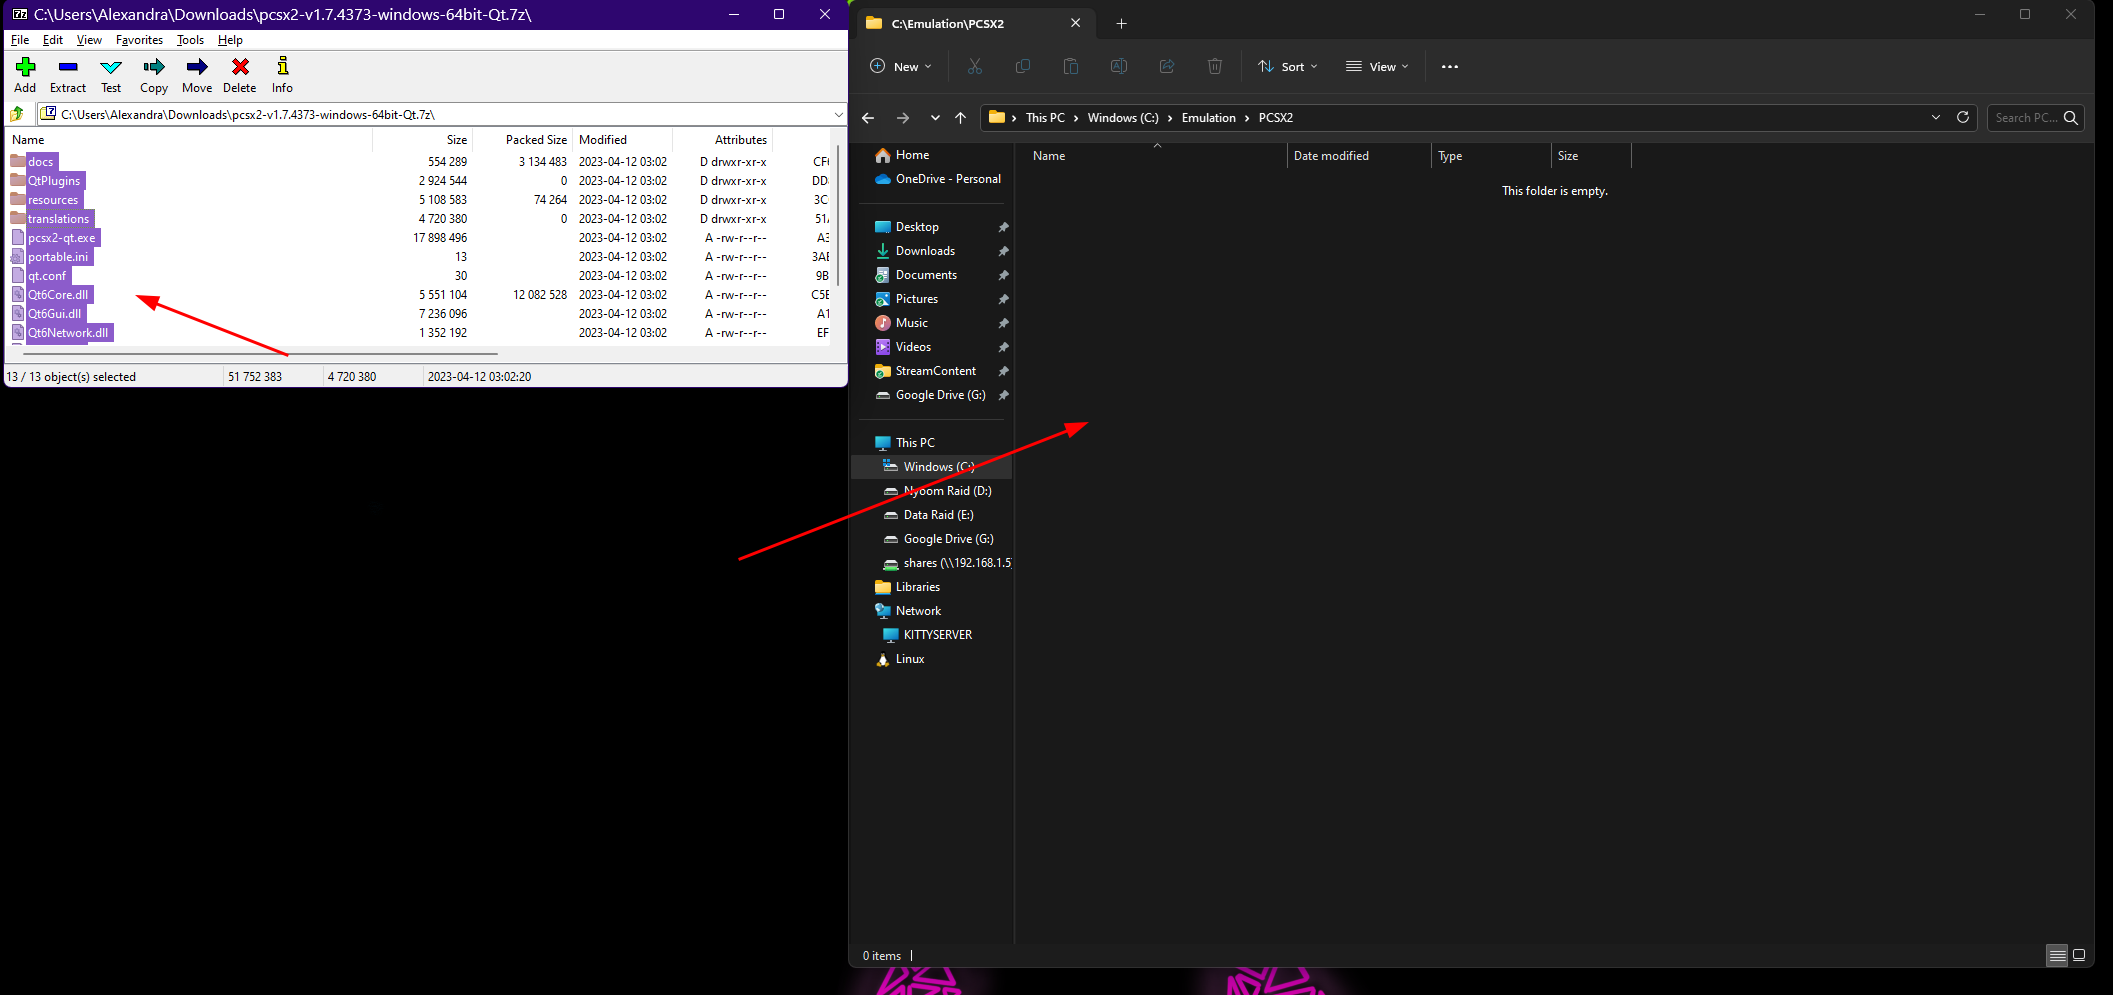 C:\Users\Alexandra\Downloads\pcsx2-v1.7.4373-windows-64bit-Qt.7z\
File Edit View Favorites Tools Help
Add Extract Test Copy Move Delete Info
C:\Users\Alexandra\Downloads\pcsx2-v1.7.4373-windows-64bit-Qt.7z\
Name Size Packed Size Modified Attributes
docs 554 289 3 134 483 2023-04-12 03:02 D drwxr-xr-x
QtPlugins 2 924 544 0 2023-04-12 03:02 D drwxr-xr-x DD
resources 5 108 583 74 264 2023-04-12 03:02 D drwxr-xr-x 3C
translations 4 720 380 0 2023-04-12 03:02 D drwxr-xr-x 51
pcsx2-qt.exe 17 898 496 2023-04-12 03:02 A -rw-r--r-- A3
portable.ini 13 2023-04-12 03:02 A -rw-r--r--
qt.conf 30 2023-04-12 03:02 A -rw-r--r-- 9B
Qt6Core.dll 5 551 104 12 082 528 2023-04-12 03:02 A -rw-r--r--
Qt6Gui.dll 7 236 096 2023-04-12 03:02 A -rw-r--r-- A1
Qt6Network.dll 1 352 192 2023-04-12 03:02 A -rw-r--r-- EF
13 / 13 object(s) selected 51 752 383 4 720 380 2023-04-12 03:02:20
C:\Emulation\PCSX2
New Sort View
This PC Windows (C:) Emulation PCSX2 Search PC...
Name Date modified Type Size
This folder is empty.
Home
OneDrive - Personal
Desktop
Downloads
Documents
Pictures
Music
Videos
StreamContent
Google Drive (G:)
This PC
Windows (C:)
Nyoom Raid (D:)
Data Raid (E:)
Google Drive (G:)
shares (\\192.168.1.5
Libraries
Network
KITTYSERVER
Linux
0 items